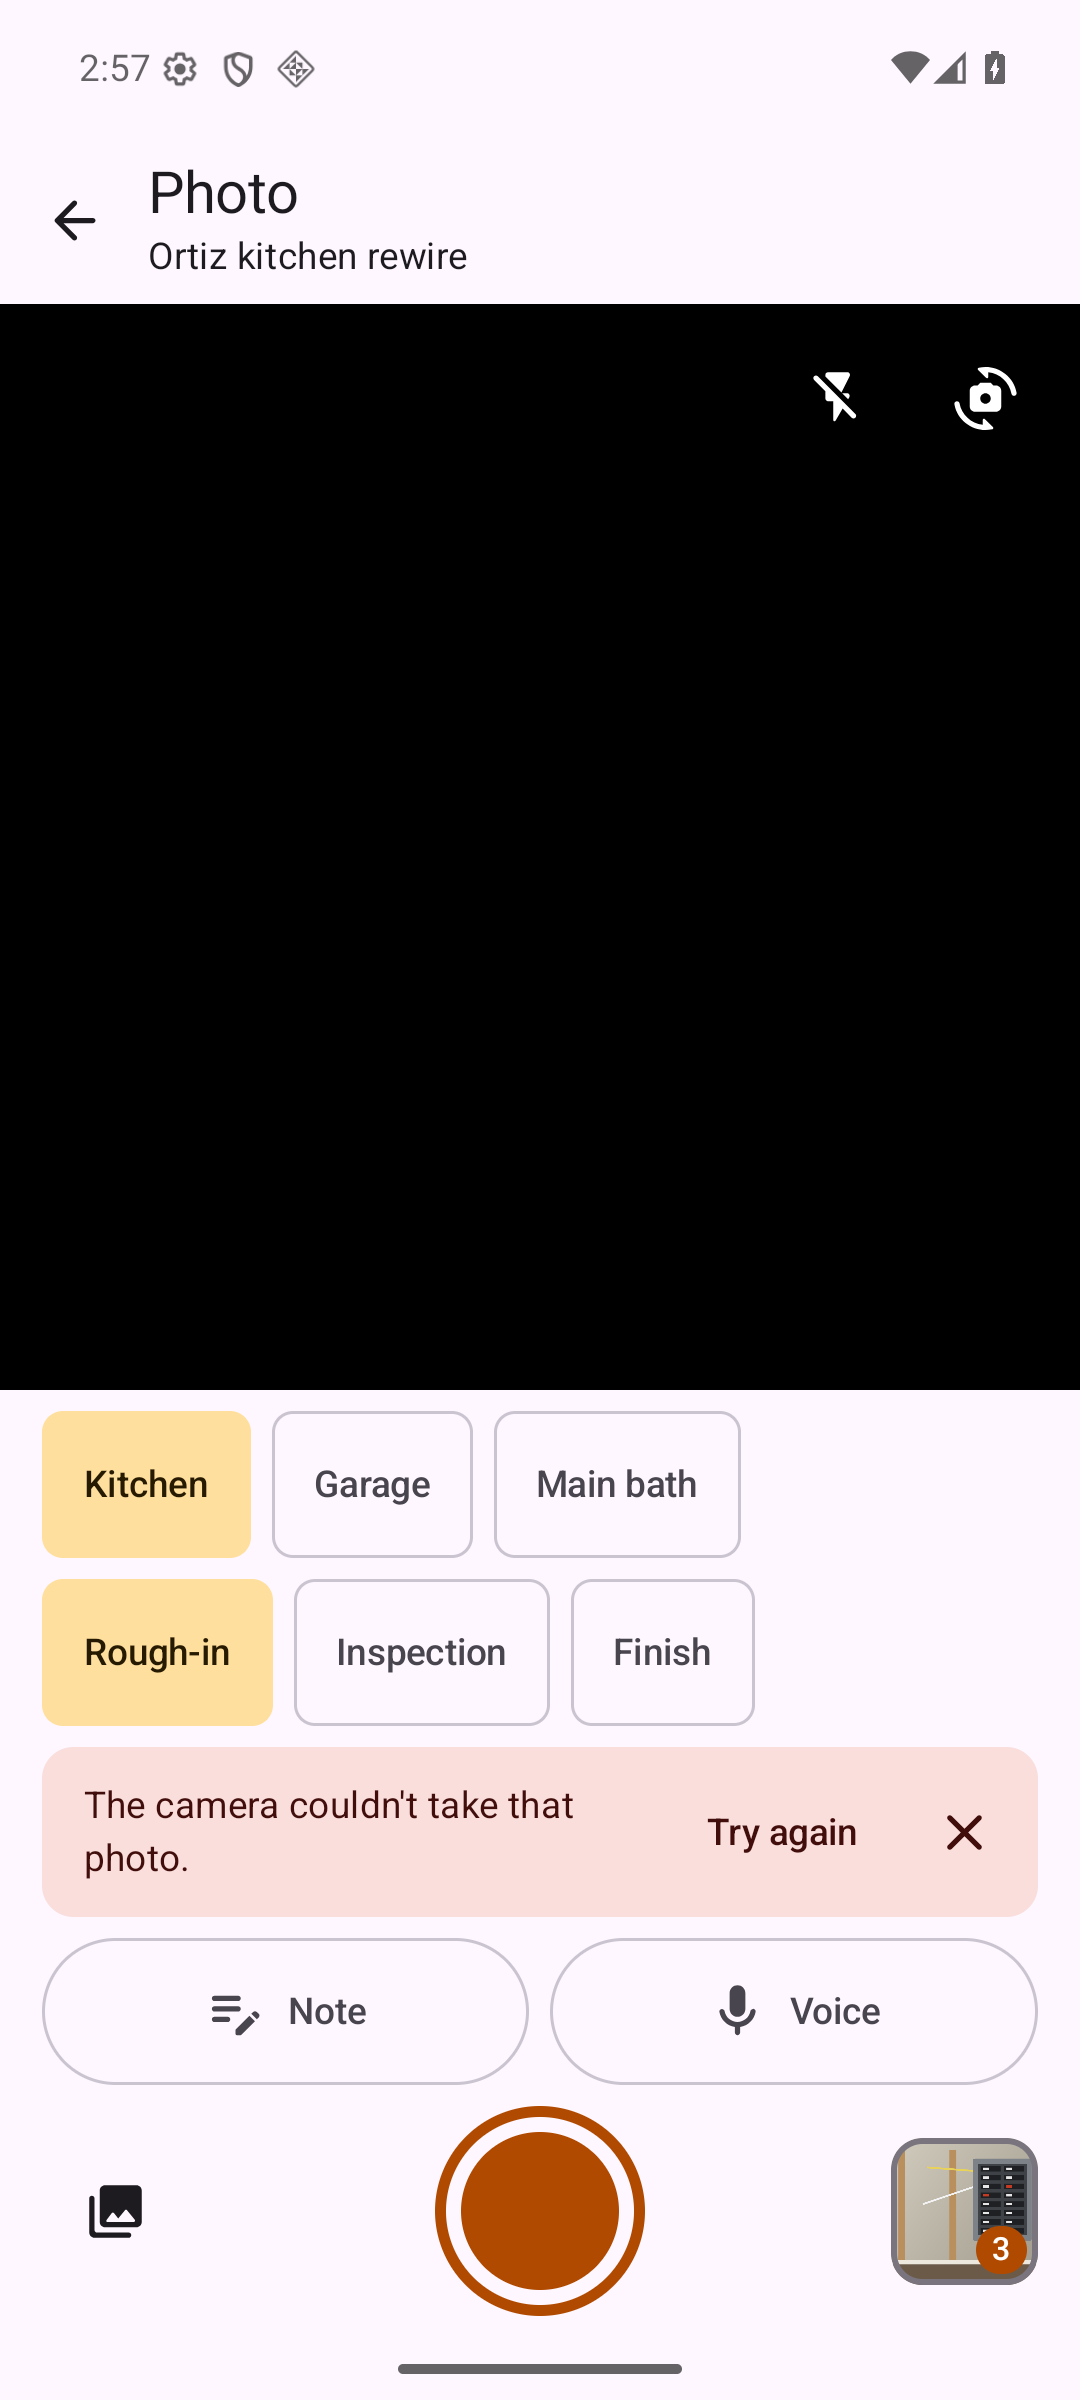 2:57
Photo
Ortiz kitchen rewire
Kitchen
Garage
Main bath
Rough-in
Inspection
Finish
The camera couldn't take that
photo.
Try again
Note
Voice
3